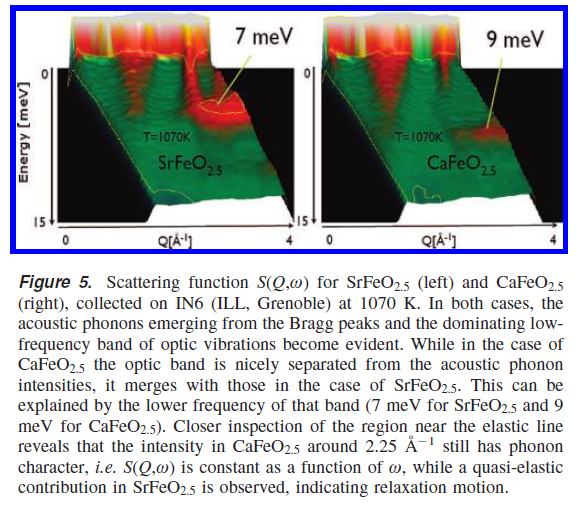 7 meV
9 meV
0
0
Energy [meV]
T=1070K
T=1070K
SrFeO2.5
CaFeO2.5
15
15
0
Q[Å-1]
4
0
Q[Å-1]
4
Figure 5. Scattering function S(Q,ω) for SrFeO2.5 (left) and CaFeO2.5
(right), collected on IN6 (ILL, Grenoble) at 1070 K. In both cases, the
acoustic phonons emerging from the Bragg peaks and the dominating low-
frequency band of optic vibrations become evident. While in the case of
CaFeO2.5 the optic band is nicely separated from the acoustic phonon
intensities, it merges with those in the case of SrFeO2.5. This can be
explained by the lower frequency of that band (7 meV for SrFeO2.5 and 9
meV for CaFeO2.5). Closer inspection of the region near the elastic line
reveals that the intensity in CaFeO2.5 around 2.25 Å−1 still has phonon
character, i.e. S(Q,ω) is constant as a function of ω, while a quasi-elastic
contribution in SrFeO2.5 is observed, indicating relaxation motion.